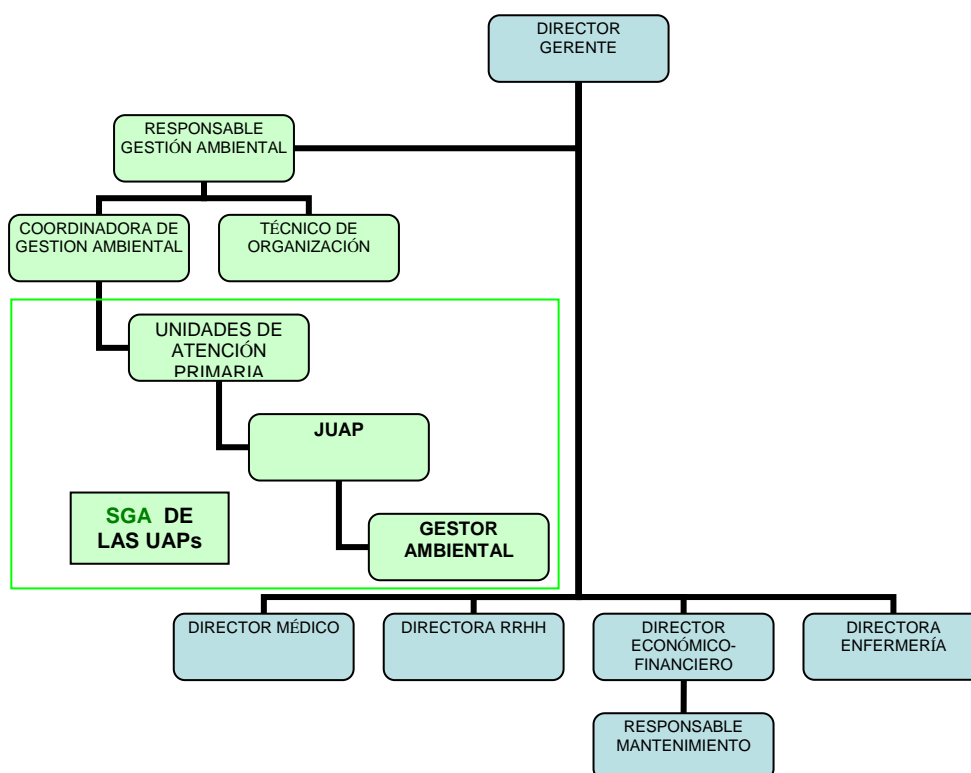 DIRECTOR
GERENTE
RESPONSABLE
GESTIÓN AMBIENTAL
COORDINADORA DE
GESTION AMBIENTAL
TÉCNICO DE
ORGANIZACIÓN
UNIDADES DE
ATENCIÓN
PRIMARIA
JUAP
SGA DE
LAS UAPs
GESTOR
AMBIENTAL
DIRECTOR MÉDICO
DIRECTORA RRHH
DIRECTOR
ECONÓMICO-
FINANCIERO
DIRECTORA
ENFERMERÍA
RESPONSABLE
MANTENIMIENTO